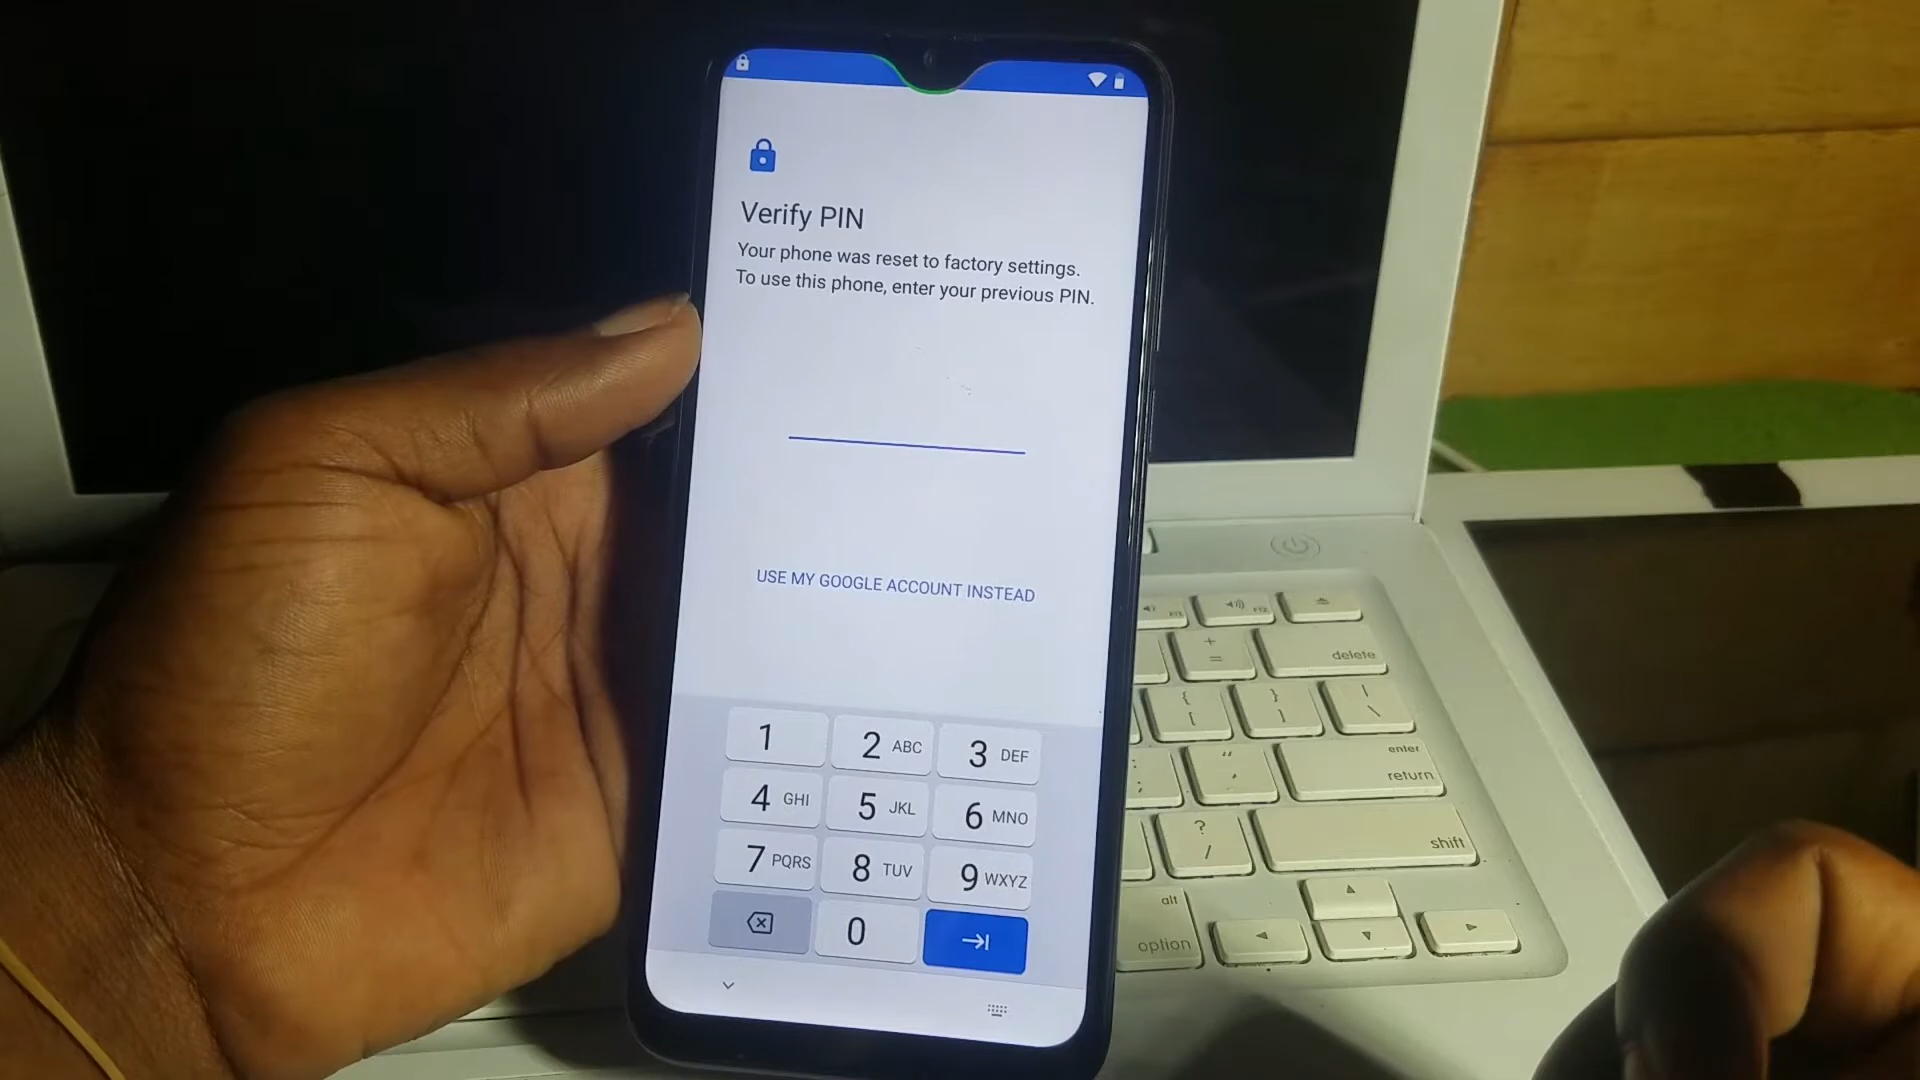 Verify PIN
Your phone was reset to factory settings.
To use this phone, enter your previous PIN.
USE MY GOOGLE ACCOUNT INSTEAD
1
2 ABC
3 DEF
4 GHI
5 JKL
6 MNO
7 PQRS
8 TUV
9 WXYZ
0
+
=
delete
{
[
}
]
|
\
:
;
"
'
enter
return
?
/
shift
alt
option